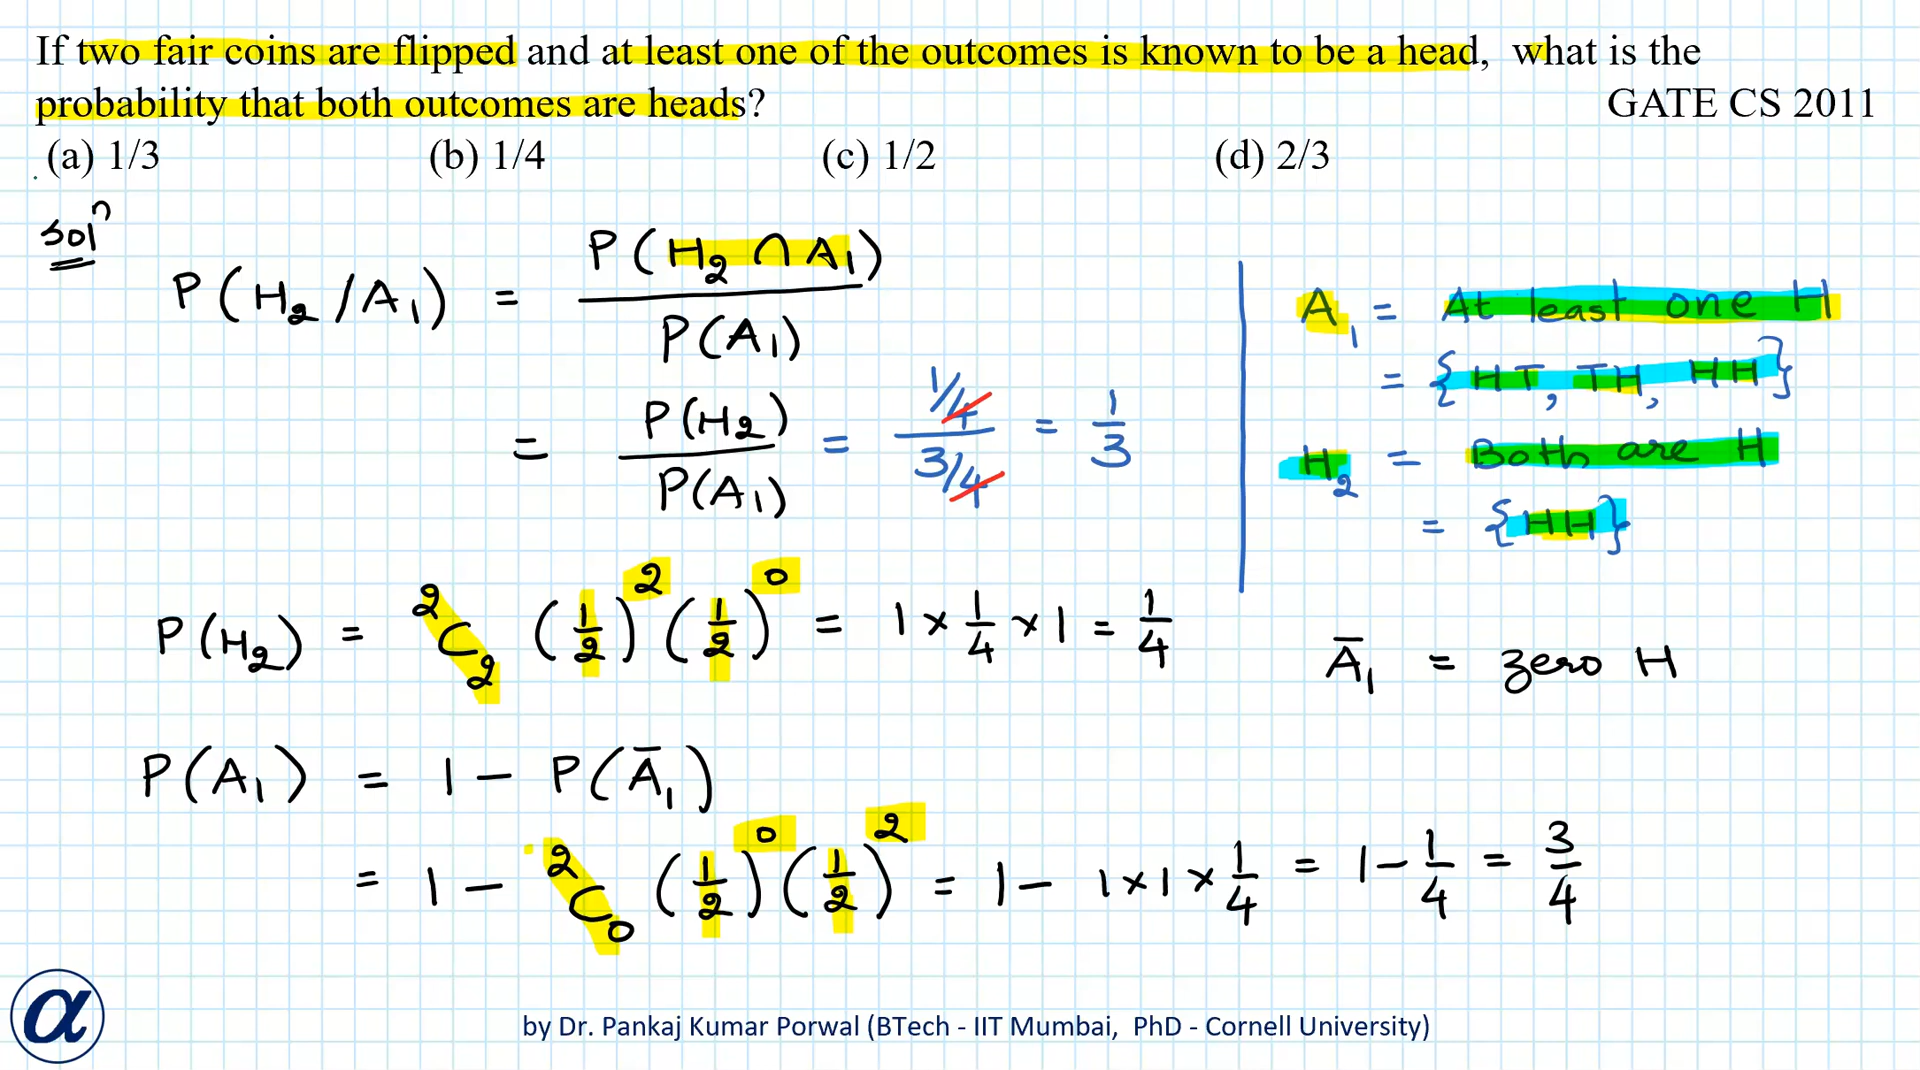 If two fair coins are flipped and at least one of the outcomes is known to be a head, what is the
probability that both outcomes are heads? GATE CS 2011
(a) 1/3 (b) 1/4 (c) 1/2 (d) 2/3
Solⁿ
P(H₂/A₁) = P(H₂ ∩ A₁) / P(A₁)
= P(H₂) / P(A₁) = (1/4) / (3/4) = 1/3
A₁ = At least one H
= {HT, TH, HH}
H₂ = Both are H
= {HH}
P(H₂) = ²C₂ (1/2)² (1/2)⁰ = 1 × 1/4 × 1 = 1/4
Ā₁ = zero H
P(A₁) = 1 − P(Ā₁)
= 1 − ²C₀ (1/2)⁰ (1/2)² = 1 − 1×1×1/4 = 1 − 1/4 = 3/4
α
by Dr. Pankaj Kumar Porwal (BTech - IIT Mumbai, PhD - Cornell University)